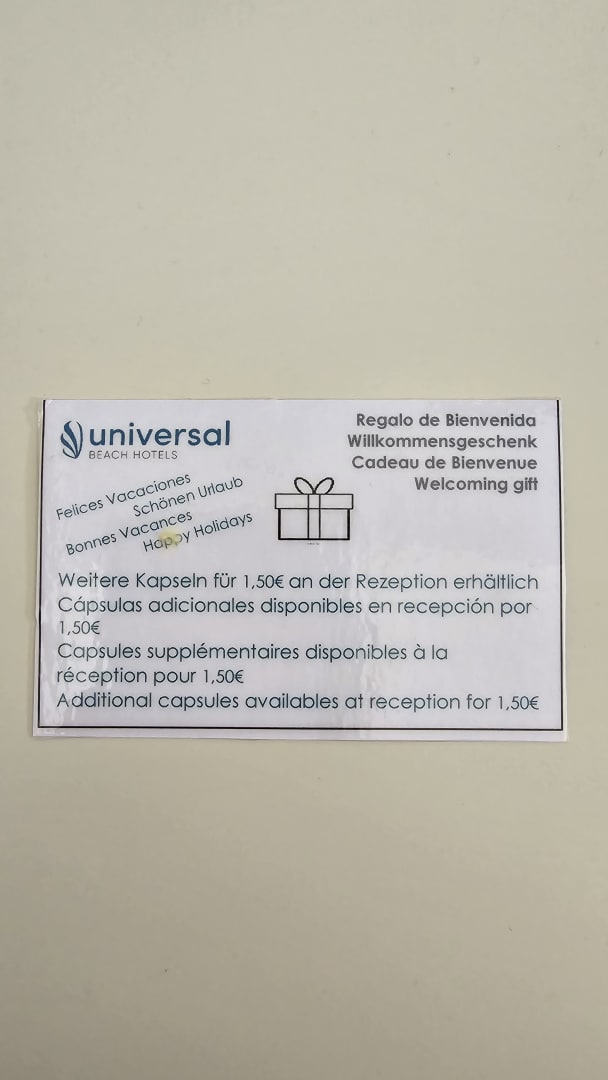 universal
BEACH HOTELS
Regalo de Bienvenida
Willkommensgeschenk
Cadeau de Bienvenue
Welcoming gift
Felices Vacaciones
Schönen Urlaub
Bonnes Vacances
Happy Holidays
Weitere Kapseln für 1,50€ an der Rezeption erhältlich
Cápsulas adicionales disponibles en recepción por
1,50€
Capsules supplémentaires disponibles à la
réception pour 1,50€
Additional capsules availables at reception for 1,50€